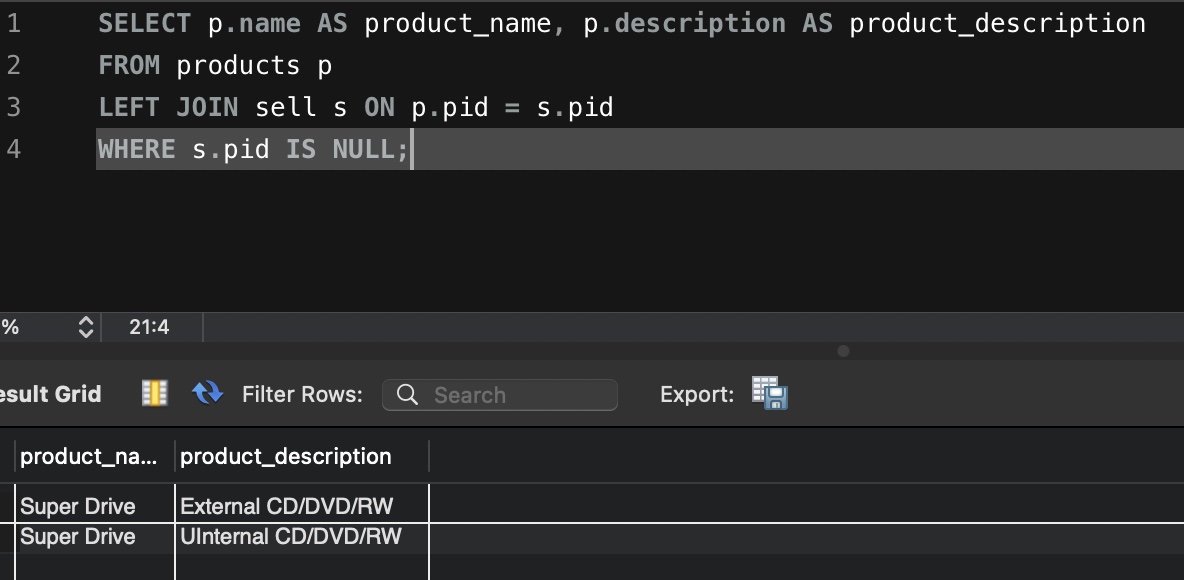 1 SELECT p.name AS product_name, p.description AS product_description
2 FROM products p
3 LEFT JOIN sell s ON p.pid = s.pid
4 WHERE s.pid IS NULL;
% 21:4
esult Grid Filter Rows: Search Export:
product_na... product_description
Super Drive External CD/DVD/RW
Super Drive UInternal CD/DVD/RW